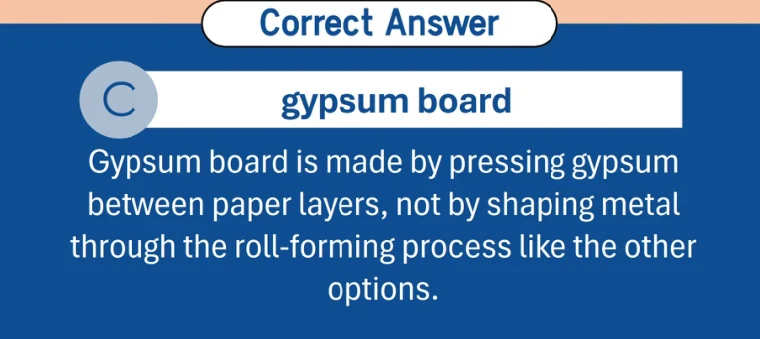 Correct Answer
C
gypsum board
Gypsum board is made by pressing gypsum
between paper layers, not by shaping metal
through the roll-forming process like the other
options.